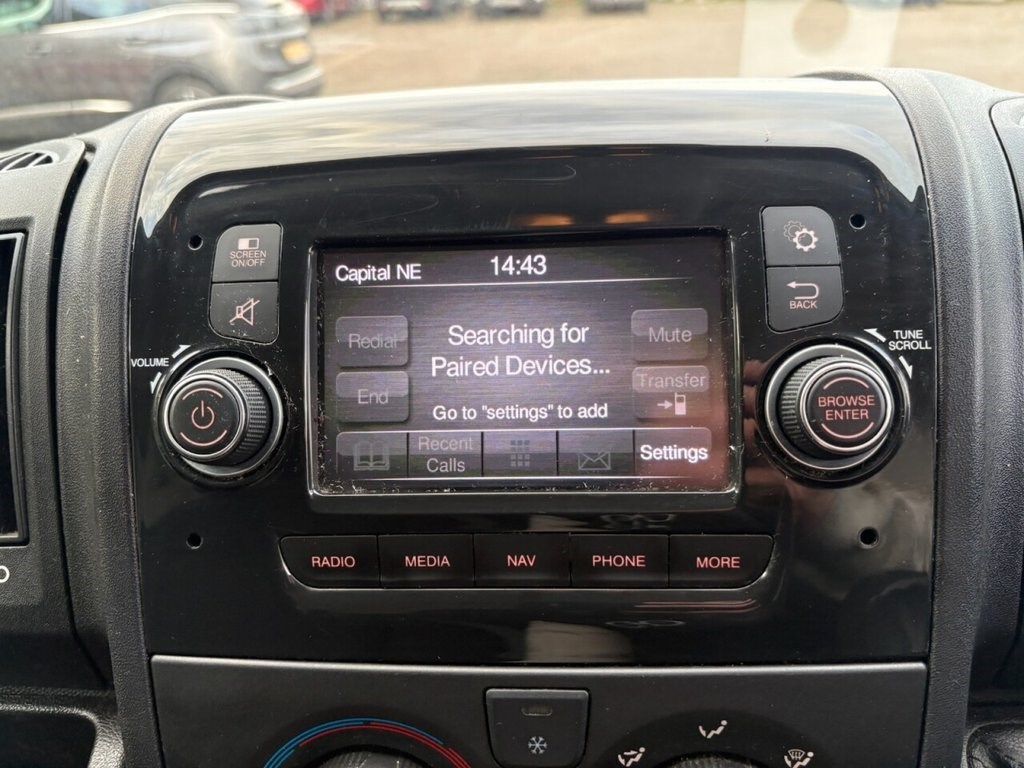 Capital NE 14:43
Redial
Searching for
Paired Devices...
Mute
End
Transfer
Go to "settings" to add
Recent
Calls
Settings
SCREEN
ON/OFF
BACK
VOLUME
TUNE
SCROLL
BROWSE
ENTER
RADIO MEDIA NAV PHONE MORE